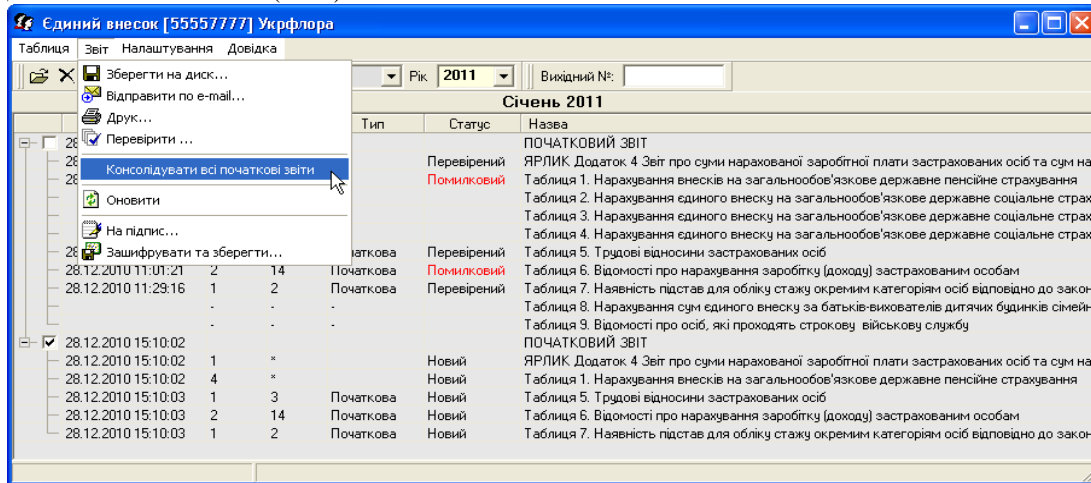 Єдиний внесок [55557777] Укрфлора
Таблиця Звіт Налаштування Довідка
Рік 2011 Вихідний №:
Зберегти на диск...
Відправити по e-mail...
Друк...
Перевірити ...
Консолідувати всі початкові звіти
Оновити
На підпис...
Зашифрувати та зберегти...
Січень 2011
Тип Статус Назва
28 ПОЧАТКОВИЙ ЗВІТ
28 Перевірений ЯРЛИК Додаток 4 Звіт про суми нарахованої заробітної плати застрахованих осіб та сум на
28 Помилковий Таблиця 1. Нарахування внесків на загальнообов'язкове державне пенсійне страхування
Таблиця 2. Нарахування єдиного внеску на загальнообов'язкове державне соціальне страх
Таблиця 3. Нарахування єдиного внеску на загальнообов'язкове державне соціальне страх
Таблиця 4. Нарахування єдиного внеску на загальнообов'язкове державне соціальне страх
28 аткова Перевірений Таблиця 5. Трудові відносини застрахованих осіб
28.12.2010 11:01:21 2 14 Початкова Помилковий Таблиця 6. Відомості про нарахування заробітку (доходу) застрахованим особам
28.12.2010 11:29:16 1 2 Початкова Перевірений Таблиця 7. Наявність підстав для обліку стажу окремим категоріям осіб відповідно до закон
- - - Таблиця 8. Нарахування сум єдиного внеску за батьків-вихователів дитячих будинків сімейн
- - - Таблиця 9. Відомості про осіб, які проходять строкову військову службу
28.12.2010 15:10:02 ПОЧАТКОВИЙ ЗВІТ
28.12.2010 15:10:02 1 * Новий ЯРЛИК Додаток 4 Звіт про суми нарахованої заробітної плати застрахованих осіб та сум на
28.12.2010 15:10:02 4 * Новий Таблиця 1. Нарахування внесків на загальнообов'язкове державне пенсійне страхування
28.12.2010 15:10:03 1 3 Початкова Новий Таблиця 5. Трудові відносини застрахованих осіб
28.12.2010 15:10:03 2 14 Початкова Новий Таблиця 6. Відомості про нарахування заробітку (доходу) застрахованим особам
28.12.2010 15:10:03 1 2 Початкова Новий Таблиця 7. Наявність підстав для обліку стажу окремим категоріям осіб відповідно до закон